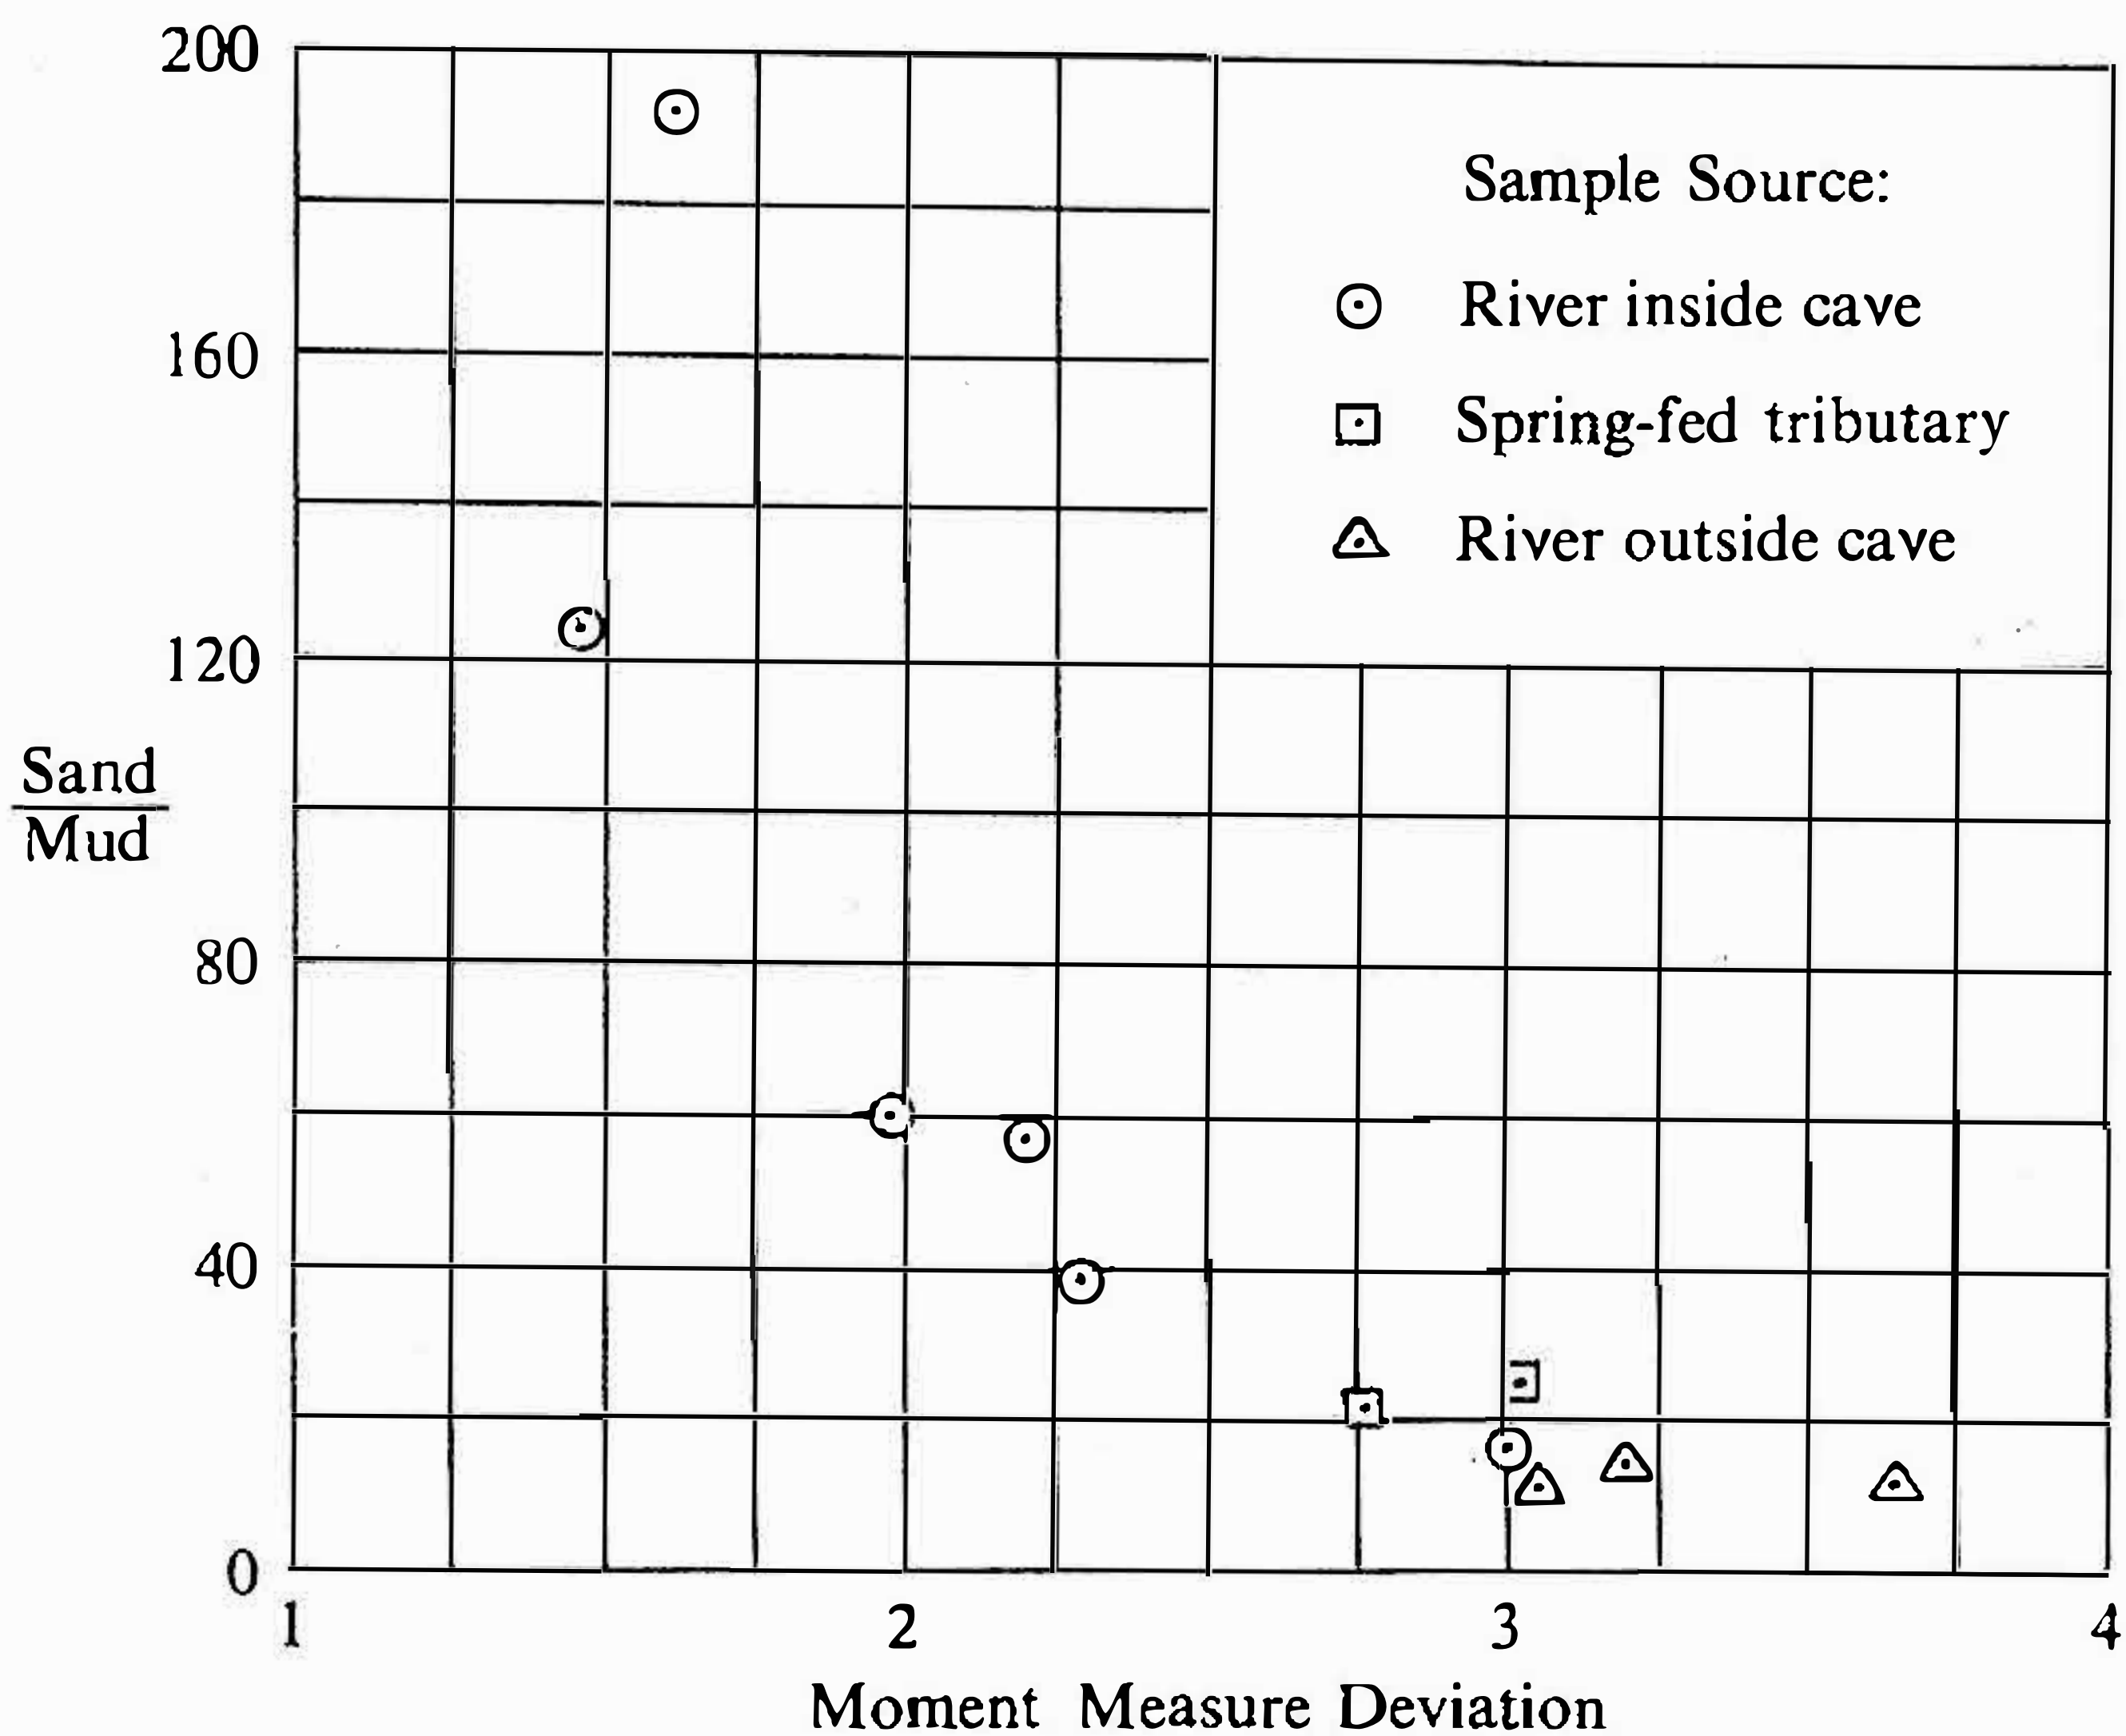 200
Sample Source:
River inside cave
160
Spring-fed tributary
River outside cave
120
Sand
Mud
80
40
0
1 2 3 4
Moment Measure Deviation